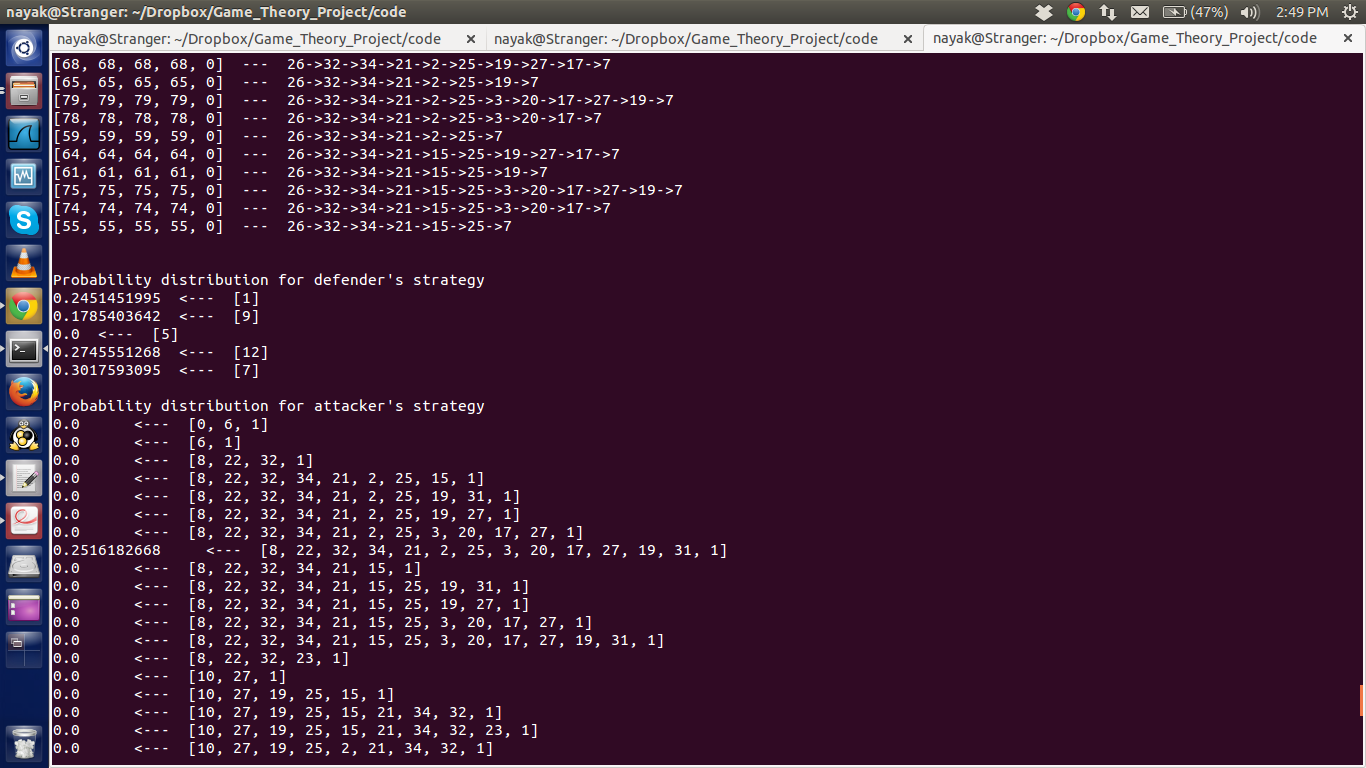 nayak@Stranger: ~/Dropbox/Game_Theory_Project/code (47%) 2:49 PM
nayak@Stranger: ~/Dropbox/Game_Theory_Project/code × nayak@Stranger: ~/Dropbox/Game_Theory_Project/code × nayak@Stranger: ~/Dropbox/Game_Theory_Project/code ×
[68, 68, 68, 68, 0]  ---  26->32->34->21->2->25->19->27->17->7
[65, 65, 65, 65, 0]  ---  26->32->34->21->2->25->19->7
[79, 79, 79, 79, 0]  ---  26->32->34->21->2->25->3->20->17->27->19->7
[78, 78, 78, 78, 0]  ---  26->32->34->21->2->25->3->20->17->7
[59, 59, 59, 59, 0]  ---  26->32->34->21->2->25->7
[64, 64, 64, 64, 0]  ---  26->32->34->21->15->25->19->27->17->7
[61, 61, 61, 61, 0]  ---  26->32->34->21->15->25->19->7
[75, 75, 75, 75, 0]  ---  26->32->34->21->15->25->3->20->17->27->19->7
[74, 74, 74, 74, 0]  ---  26->32->34->21->15->25->3->20->17->7
[55, 55, 55, 55, 0]  ---  26->32->34->21->15->25->7
Probability distribution for defender's strategy
0.2451451995  <---  [1]
0.1785403642  <---  [9]
0.0  <---  [5]
0.2745551268  <---  [12]
0.3017593095  <---  [7]
Probability distribution for attacker's strategy
0.0      <---  [0, 6, 1]
0.0      <---  [6, 1]
0.0      <---  [8, 22, 32, 1]
0.0      <---  [8, 22, 32, 34, 21, 2, 25, 15, 1]
0.0      <---  [8, 22, 32, 34, 21, 2, 25, 19, 31, 1]
0.0      <---  [8, 22, 32, 34, 21, 2, 25, 19, 27, 1]
0.0      <---  [8, 22, 32, 34, 21, 2, 25, 3, 20, 17, 27, 1]
0.2516182668     <---  [8, 22, 32, 34, 21, 2, 25, 3, 20, 17, 27, 19, 31, 1]
0.0      <---  [8, 22, 32, 34, 21, 15, 1]
0.0      <---  [8, 22, 32, 34, 21, 15, 25, 19, 31, 1]
0.0      <---  [8, 22, 32, 34, 21, 15, 25, 19, 27, 1]
0.0      <---  [8, 22, 32, 34, 21, 15, 25, 3, 20, 17, 27, 1]
0.0      <---  [8, 22, 32, 34, 21, 15, 25, 3, 20, 17, 27, 19, 31, 1]
0.0      <---  [8, 22, 32, 23, 1]
0.0      <---  [10, 27, 1]
0.0      <---  [10, 27, 19, 25, 15, 1]
0.0      <---  [10, 27, 19, 25, 15, 21, 34, 32, 1]
0.0      <---  [10, 27, 19, 25, 15, 21, 34, 32, 23, 1]
0.0      <---  [10, 27, 19, 25, 2, 21, 34, 32, 1]